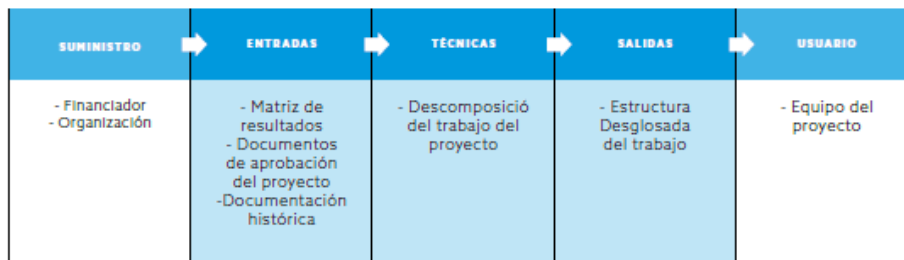 SUMINISTRO
ENTRADAS
TÉCNICAS
SALIDAS
USUARIO
- Financiador
- Organización
- Matriz de
resultados
- Documentos
de aprobación
del proyecto
-Documentación
histórica
- Descomposició
del trabajo del
proyecto
- Estructura
Desglosada
del trabajo
- Equipo del
proyecto